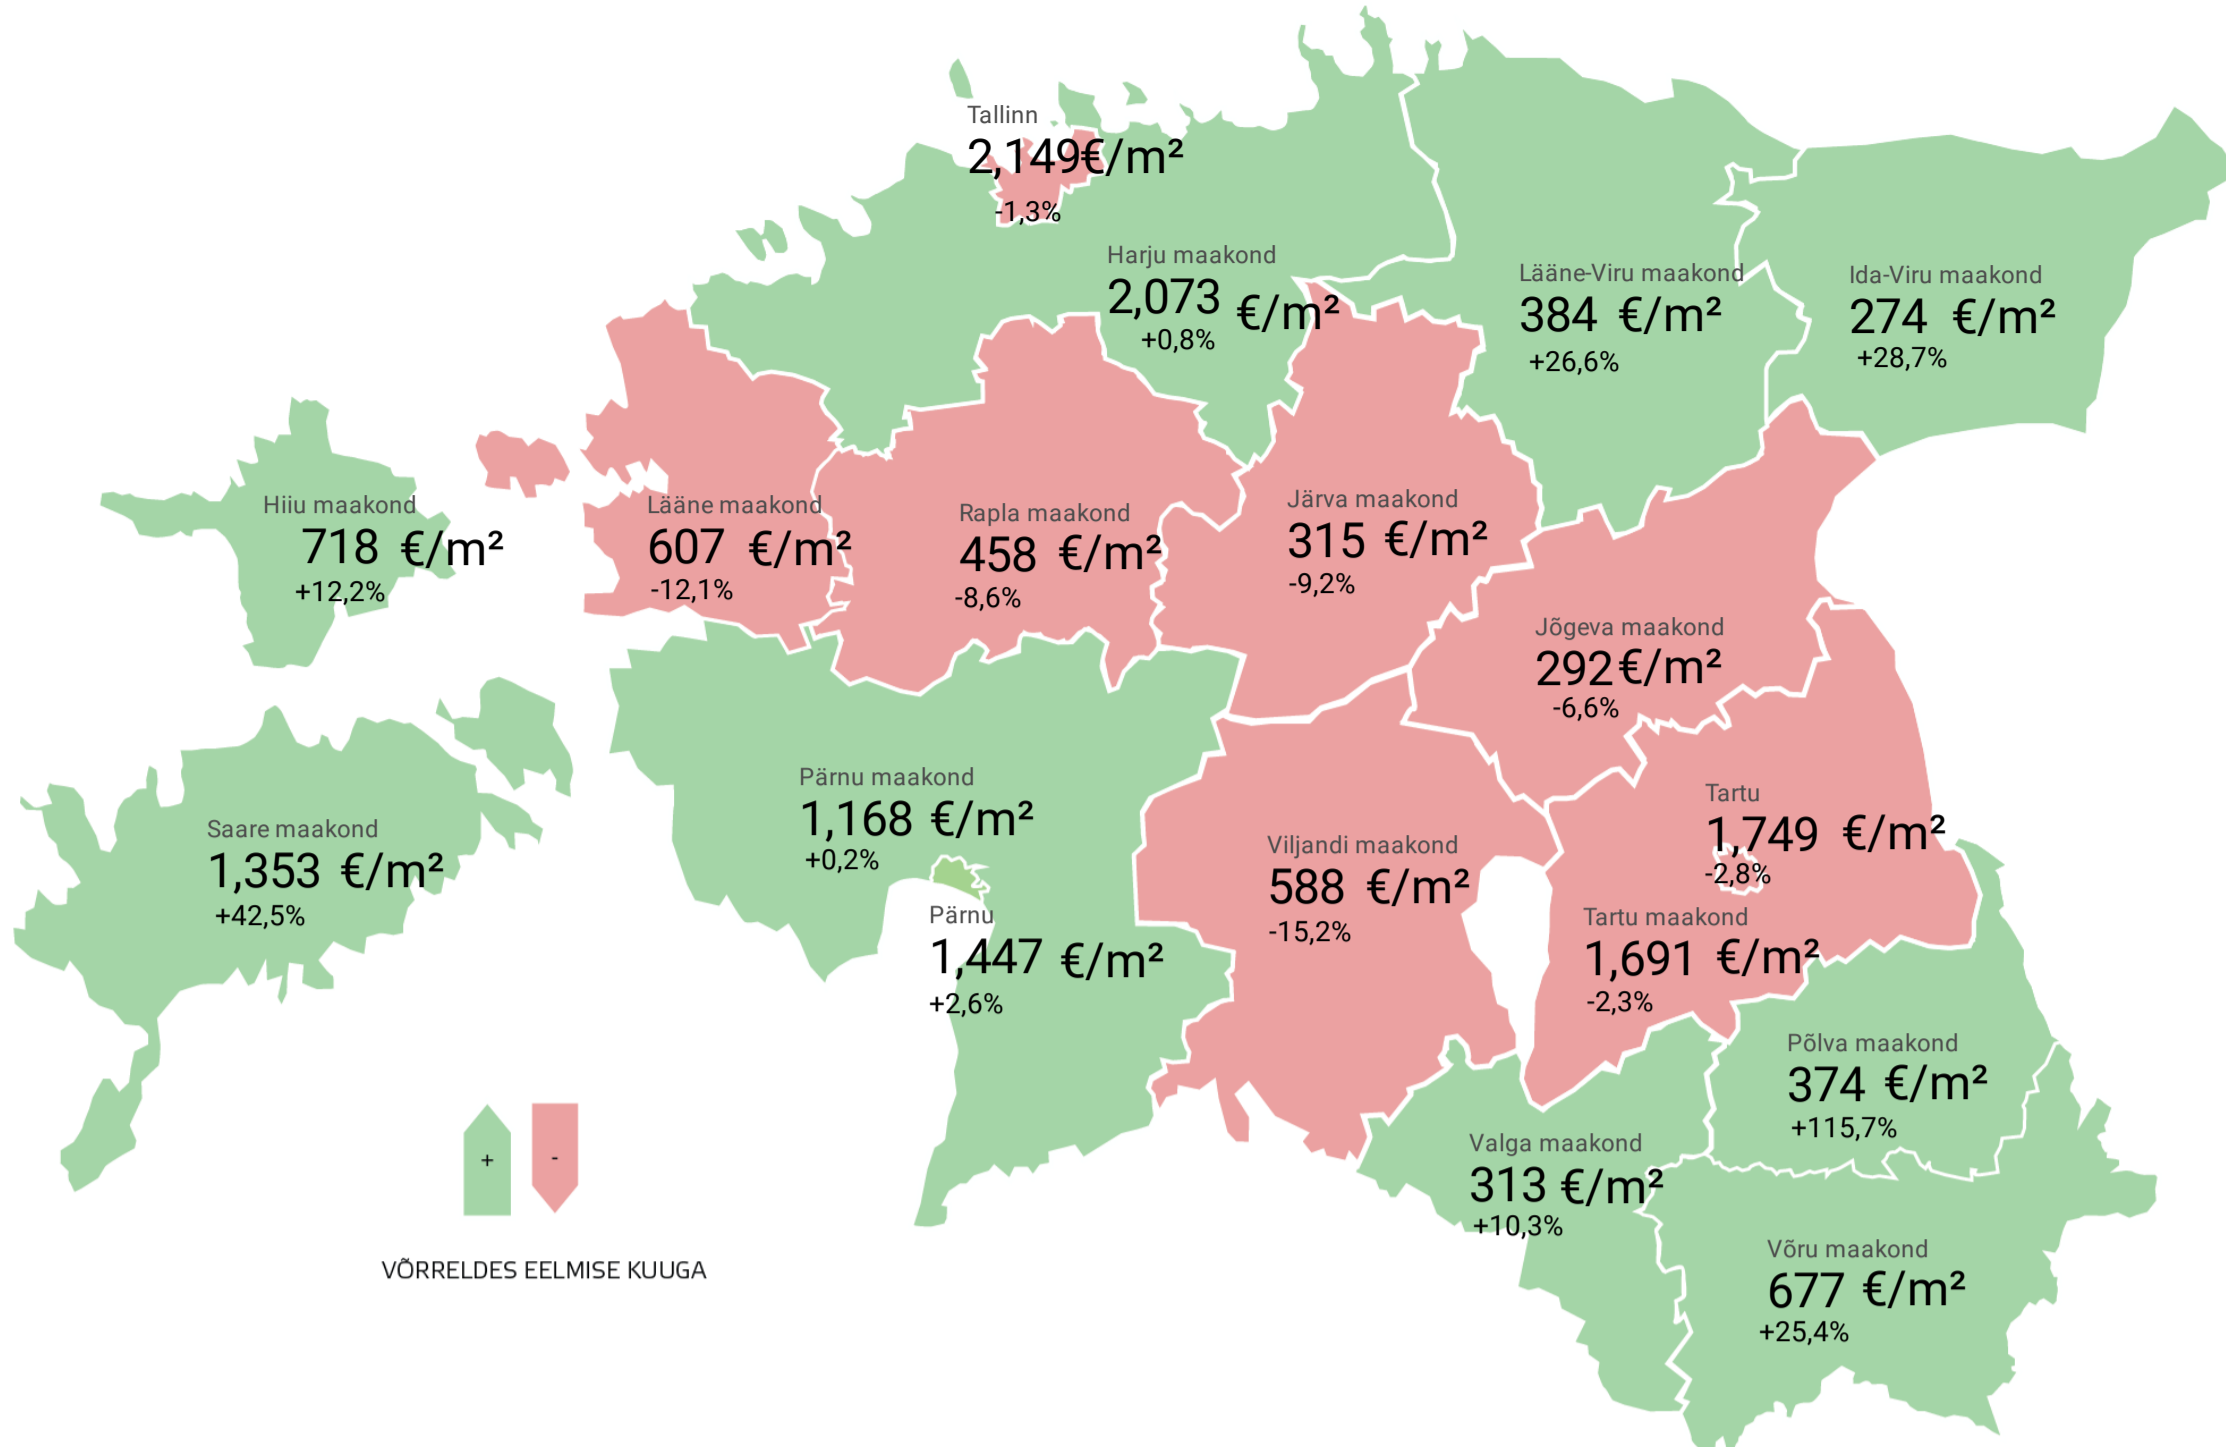 Tallinn
2,149€/m²
-1,3%
Harju maakond
2,073 €/m²
+0,8%
Lääne-Viru maakond
384 €/m²
+26,6%
Ida-Viru maakond
274 €/m²
+28,7%
Hiiu maakond
718 €/m²
+12,2%
Lääne maakond
607 €/m²
-12,1%
Rapla maakond
458 €/m²
-8,6%
Järva maakond
315 €/m²
-9,2%
Jõgeva maakond
292€/m²
-6,6%
Saare maakond
1,353 €/m²
+42,5%
Pärnu maakond
1,168 €/m²
+0,2%
Pärnu
1,447 €/m²
+2,6%
Viljandi maakond
588 €/m²
-15,2%
Tartu
1,749 €/m²
-2,8%
Tartu maakond
1,691 €/m²
-2,3%
Põlva maakond
374 €/m²
+115,7%
Valga maakond
313 €/m²
+10,3%
Võru maakond
677 €/m²
+25,4%
+ -
VÕRRELDES EELMISE KUUGA